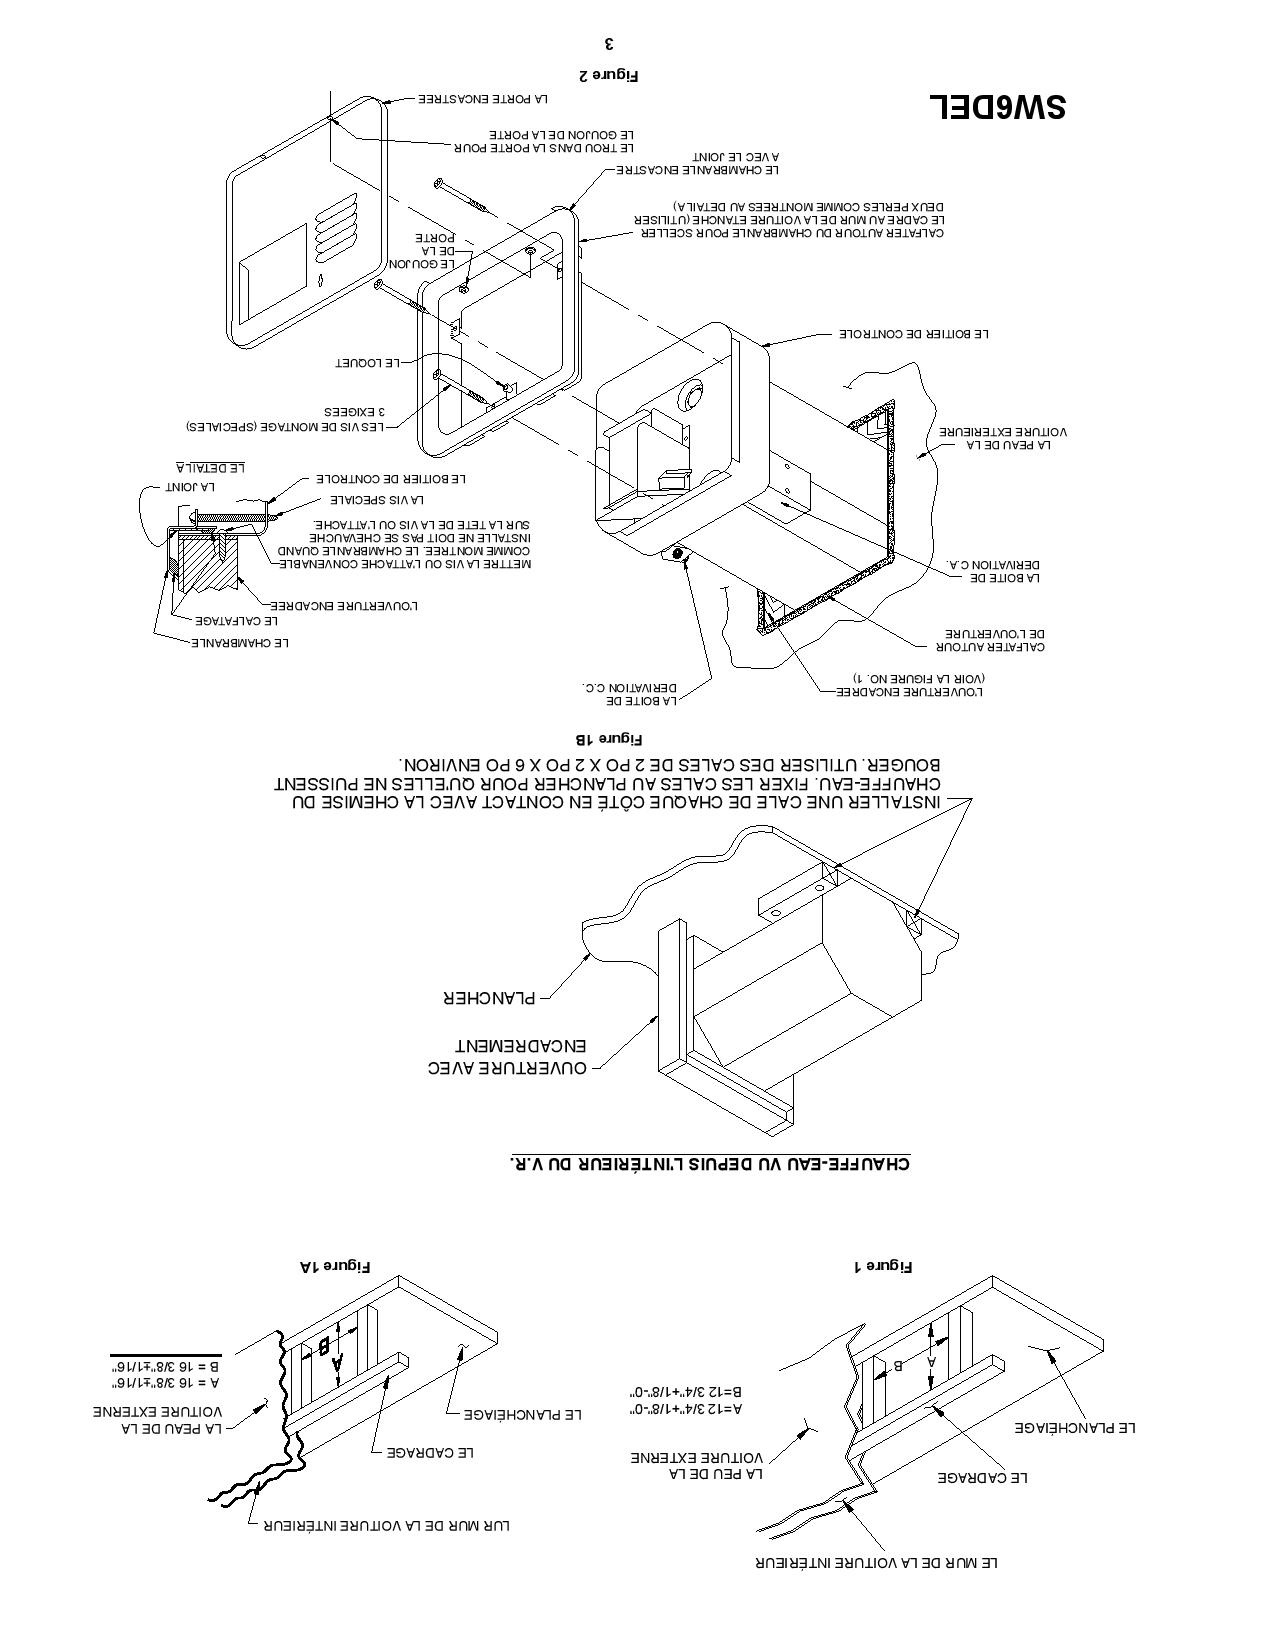 LE MUR DE LA VOITURE INTÉRIEUR
LE CADRAGE
LE PLANCHÉIAGE
LA PEU DE LA
VOITURE EXTERNE
A=12 3/4"+1/8"-0"
B=12 3/4"+1/8"-0"
A
B
Figure 1
LUR MUR DE LA VOITURE INTÉRIEUR
LE CADRAGE
LE PLANCHÉIAGE
LA PEAU DE LA
VOITURE EXTERNE
A = 16 3/8"±1/16"
B = 16 3/8"±1/16"
A
B
Figure 1A
CHAUFFE-EAU VU DEPUIS L'INTÉRIEUR DU V.R.
OUVERTURE AVEC
ENCADREMENT
PLANCHER
INSTALLER UNE CALE DE CHAQUE CÔTÉ EN CONTACT AVEC LA CHEMISE DU
CHAUFFE-EAU. FIXER LES CALES AU PLANCHER POUR QU'ELLES NE PUISSENT
BOUGER. UTILISER DES CALES DE 2 PO X 2 PO X 6 PO ENVIRON.
Figure 1B
L'OUVERTURE ENCADREE
(VOIR LA FIGURE NO. 1)
LA BOITE DE
DERIVATION C.C.
CALFATER AUTOUR
DE L'OUVERTURE
LA BOITE DE
DERIVATION C.A.
LA PEAU DE LA
VOITURE EXTERIEURE
LE BOITIER DE CONTROLE
LE CHAMBRANLE
LE CALFATAGE
L'OUVERTURE ENCADREE
METTRE LA VIS OU L'ATTACHE CONVENABLE
COMME MONTREE. LE CHAMBRANLE QUAND
INSTALLE NE DOIT PAS SE CHEVAUCHE
SUR LA TETE DE LA VIS OU L'ATTACHE.
LA VIS SPECIALE
LA JOINT
LE BOITIER DE CONTROLE
LE DETAIL A
LES VIS DE MONTAGE (SPECIALES)
3 EXIGEES
LE LOQUET
LE GOUJON
DE LA
PORTE
CALFATER AUTOUR DU CHAMBRANLE POUR SCELLER
LE CADRE AU MUR DE LA VOITURE ETANCHE (UTILISER
DEUX PERLES COMME MONTREES AU DETAIL A)
LE CHAMBRANLE ENCASTRE
AVEC LE JOINT
LE TROU DANS LA PORTE POUR
LE GOUJON DE LA PORTE
LA PORTE ENCASTREE
SW6DEL
Figure 2
3